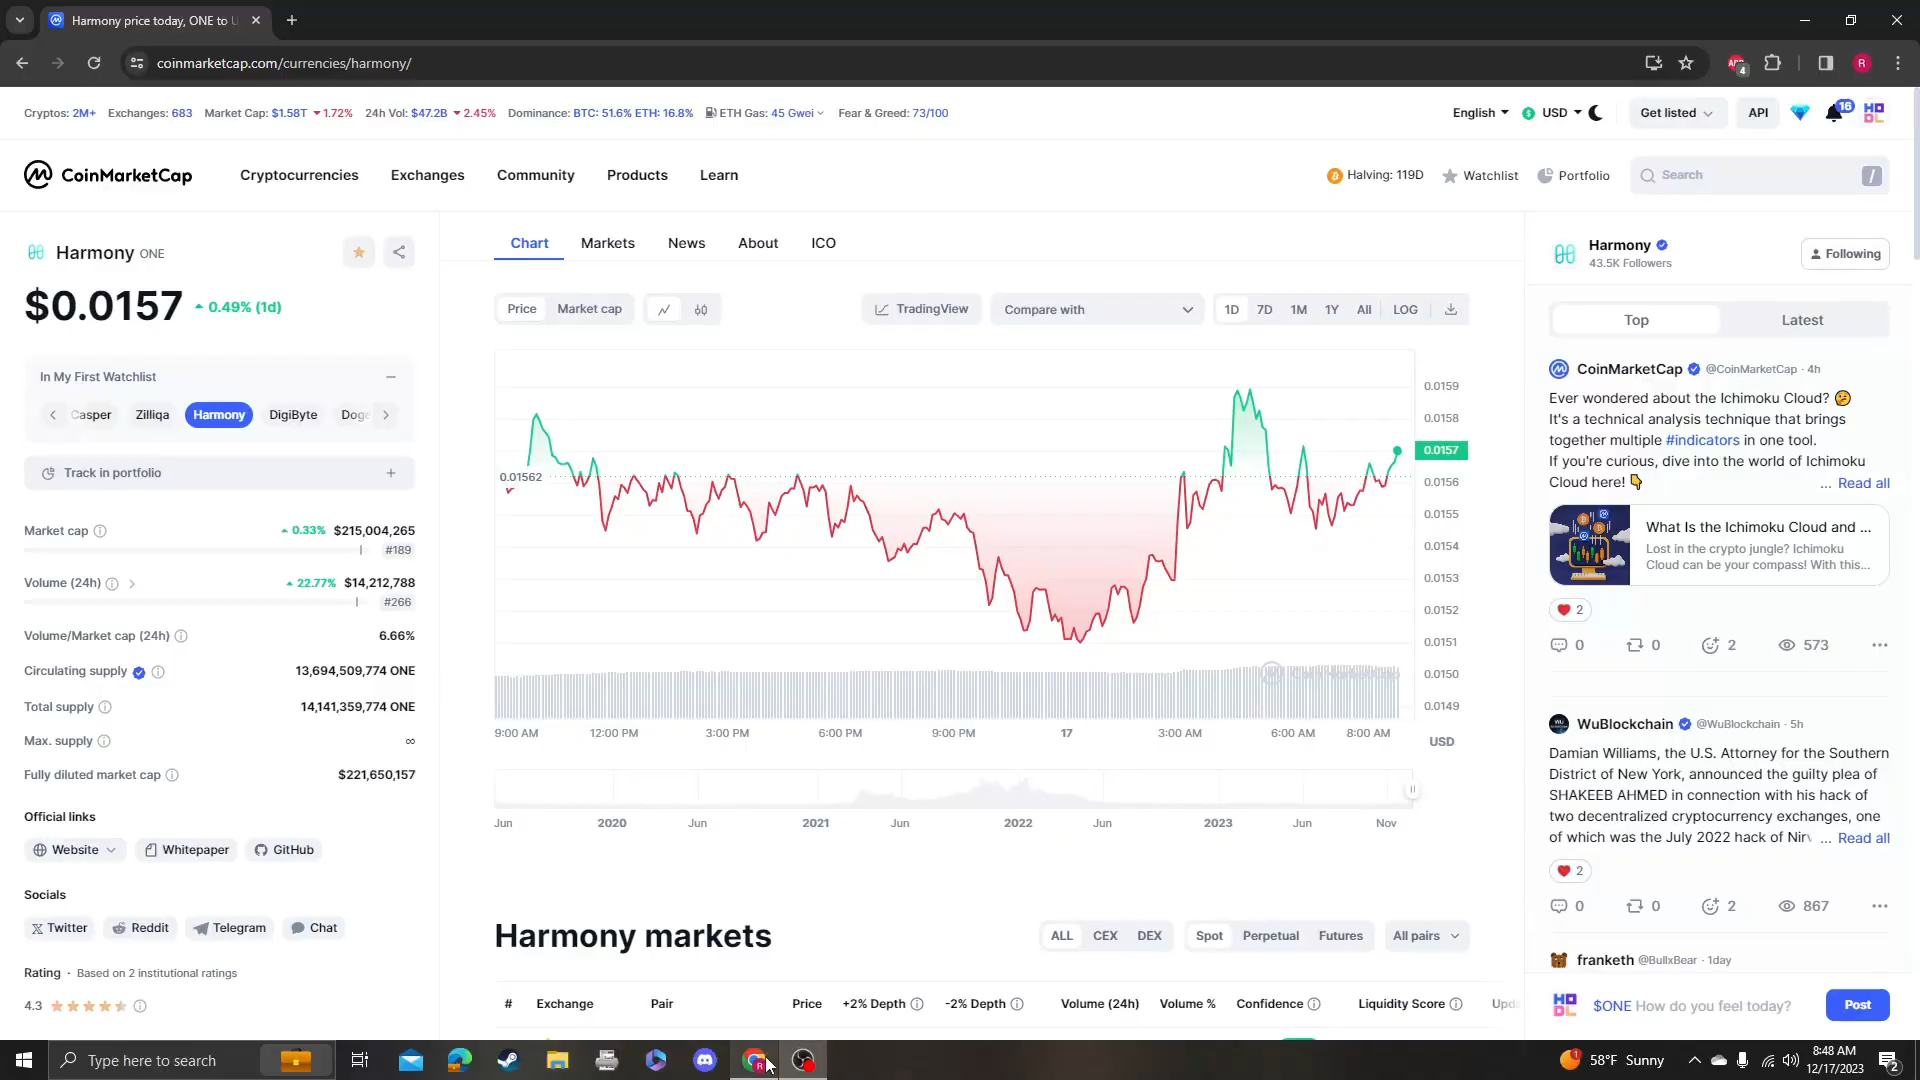 Harmony price today, ONE to U
coinmarketcap.com/currencies/harmony/
4
R
Cryptos: 2M+ Exchanges: 683 Market Cap: $1.58T 1.72% 24h Vol: $47.2B 2.45% Dominance: BTC: 51.6% ETH: 16.8% ETH Gas: 45 Gwei Fear & Greed: 73/100
English USD Get listed API 16
CoinMarketCap Cryptocurrencies Exchanges Community Products Learn
Halving: 119D Watchlist Portfolio Search /
Harmony ONE
$0.0157 0.49% (1d)
In My First Watchlist
Casper Zilliqa Harmony DigiByte Doge
Track in portfolio +
Market cap 0.33% $215,004,265
#189
Volume (24h) 22.77% $14,212,788
#266
Volume/Market cap (24h) 6.66%
Circulating supply 13,694,509,774 ONE
Total supply 14,141,359,774 ONE
Max. supply ∞
Fully diluted market cap $221,650,157
Official links
Website Whitepaper GitHub
Socials
Twitter Reddit Telegram Chat
Rating · Based on 2 institutional ratings
4.3
Chart Markets News About ICO
Price Market cap TradingView Compare with 1D 7D 1M 1Y All LOG
0.0159
0.0158
0.0157
0.01562
0.0156
0.0155
0.0154
0.0153
0.0152
0.0151
0.0150
0.0149
CoinMarketCap
9:00 AM 12:00 PM 3:00 PM 6:00 PM 9:00 PM 17 3:00 AM 6:00 AM 8:00 AM
USD
Jun 2020 Jun 2021 Jun 2022 Jun 2023 Jun Nov
Harmony markets ALL CEX DEX Spot Perpetual Futures All pairs
# Exchange Pair Price +2% Depth -2% Depth Volume (24h) Volume % Confidence Liquidity Score Upd
Harmony
43.5K Followers
Following
Top Latest
CoinMarketCap @CoinMarketCap · 4h
Ever wondered about the Ichimoku Cloud? 🤔
It's a technical analysis technique that brings
together multiple #indicators in one tool.
If you're curious, dive into the world of Ichimoku
Cloud here! 👇 ... Read all
What Is the Ichimoku Cloud and ...
Lost in the crypto jungle? Ichimoku
Cloud can be your compass! With this...
2
0 0 2 573
WuBlockchain @WuBlockchain · 5h
Damian Williams, the U.S. Attorney for the Southern
District of New York, announced the guilty plea of
SHAKEEB AHMED in connection with his hack of
two decentralized cryptocurrency exchanges, one
of which was the July 2022 hack of Nirv ... Read all
2
0 0 2 867
franketh @BullxBear · 1day
$ONE How do you feel today? Post
Type here to search
58°F Sunny
8:48 AM
12/17/2023
2